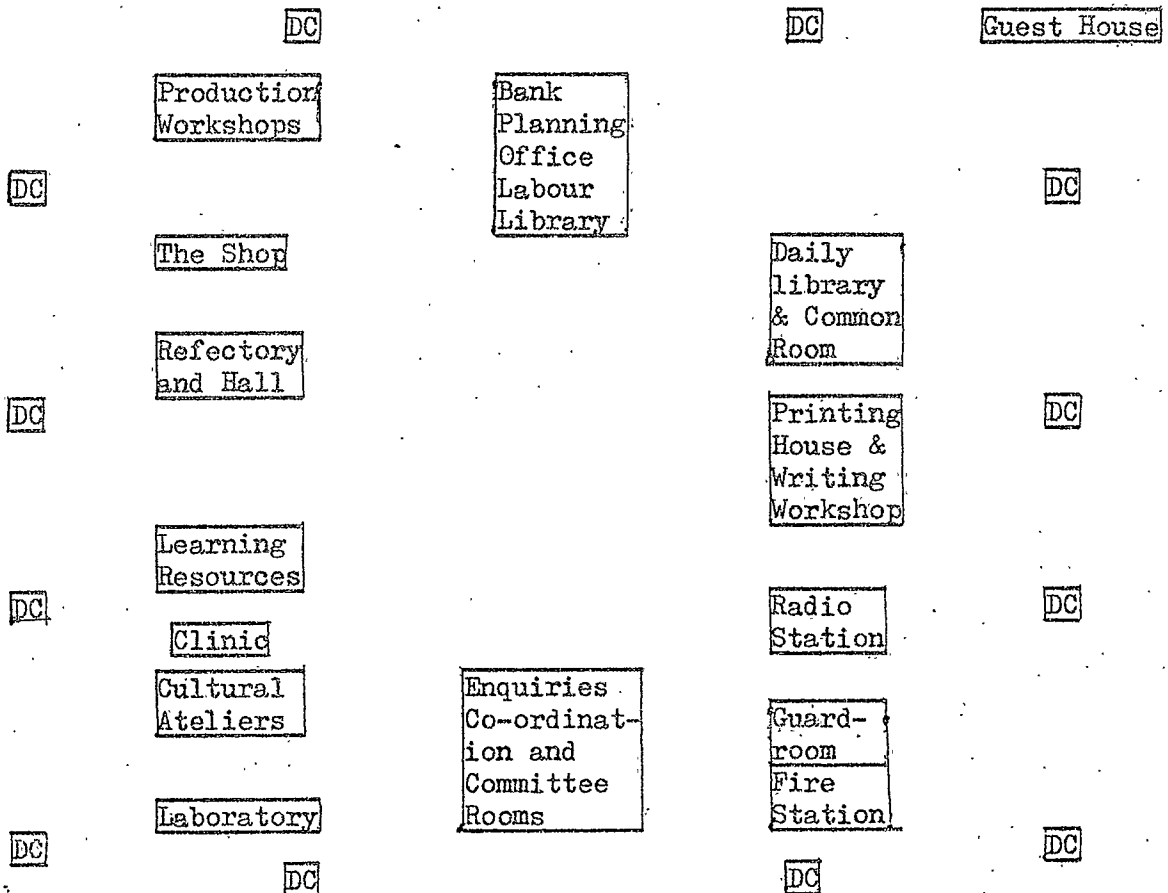 DC
DC
Guest House
Production
Workshops
Bank
Planning
Office
Labour
Library
DC
DC
The Shop
Daily
library
& Common
Room
Refectory
and Hall
DC
Printing
House &
Writing
Workshop
DC
Learning
Resources
DC
Radio
Station
DC
Clinic
Cultural
Ateliers
Enquiries
Co-ordinat-
ion and
Committee
Rooms
Guard-
room
Fire
Station
Laboratory
DC
DC
DC
DC